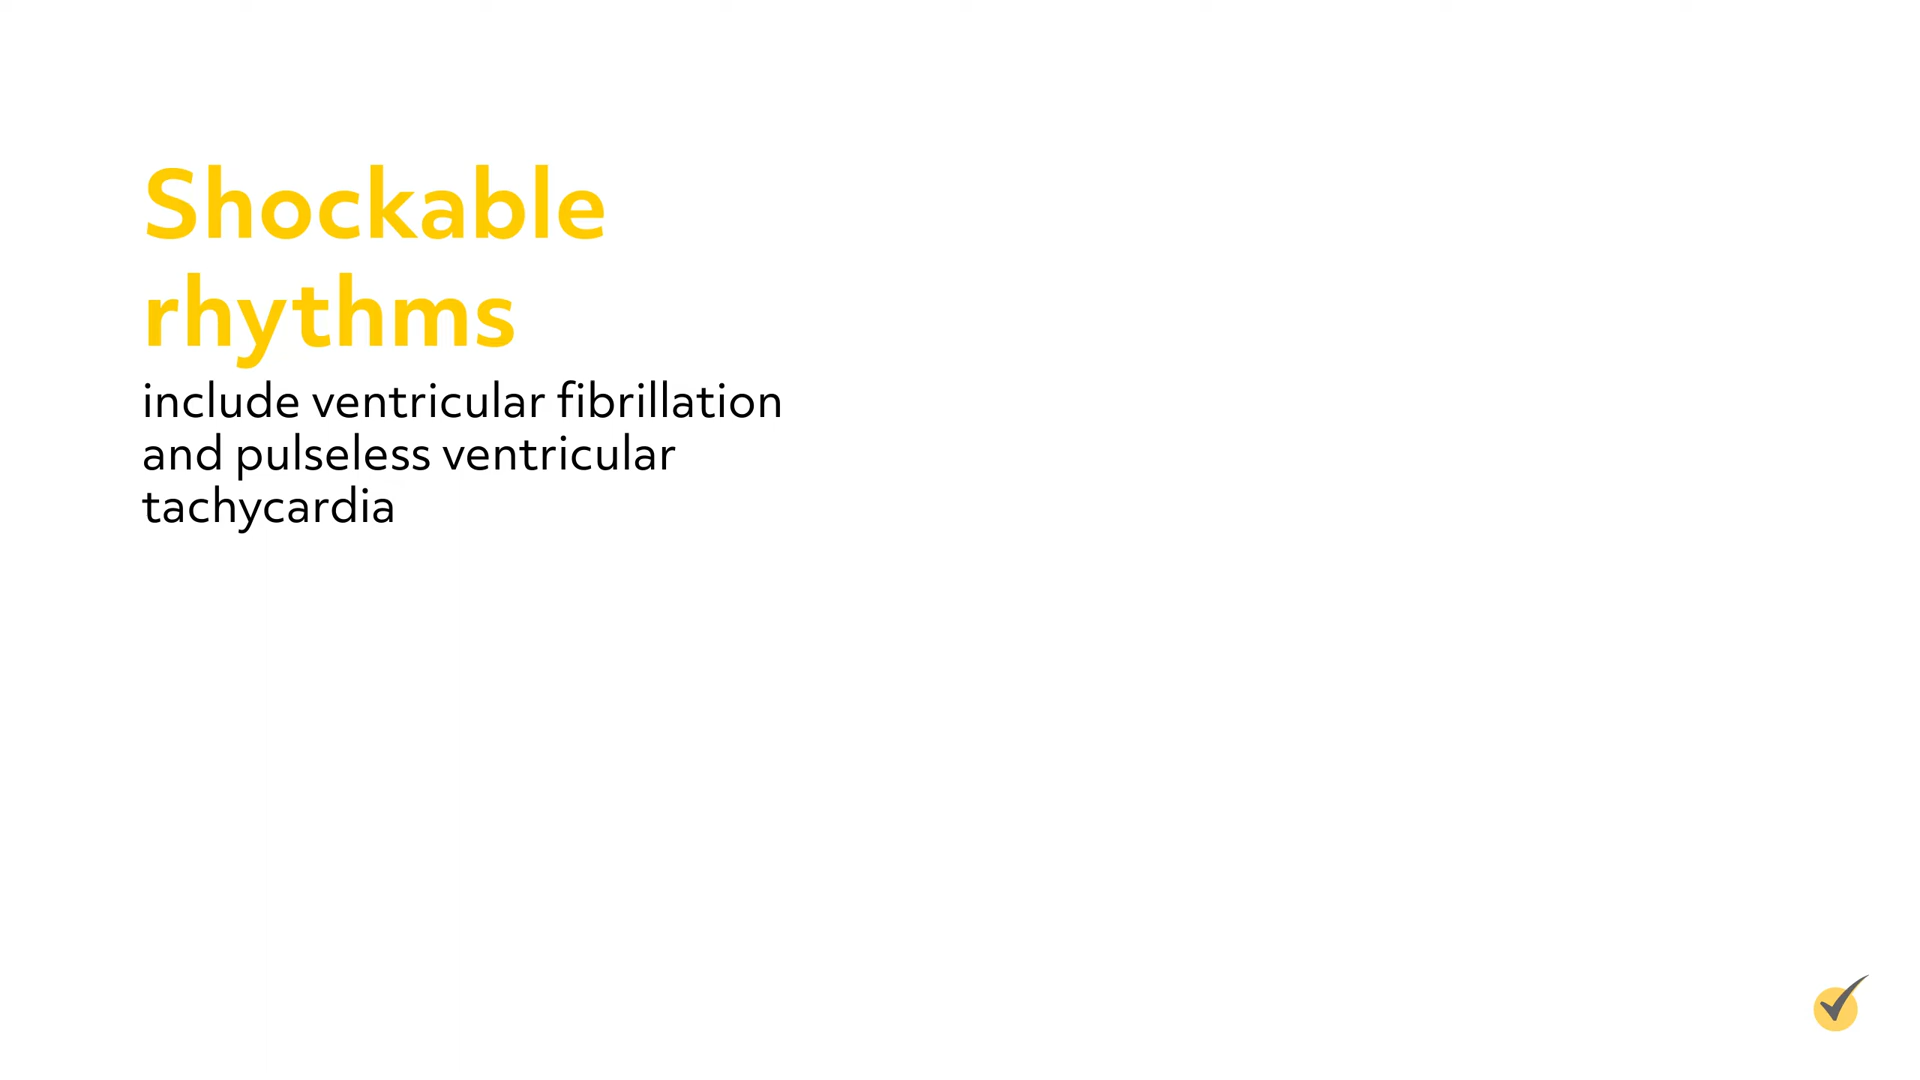 Shockable
rhythms
include ventricular fibrillation
and pulseless ventricular
tachycardia